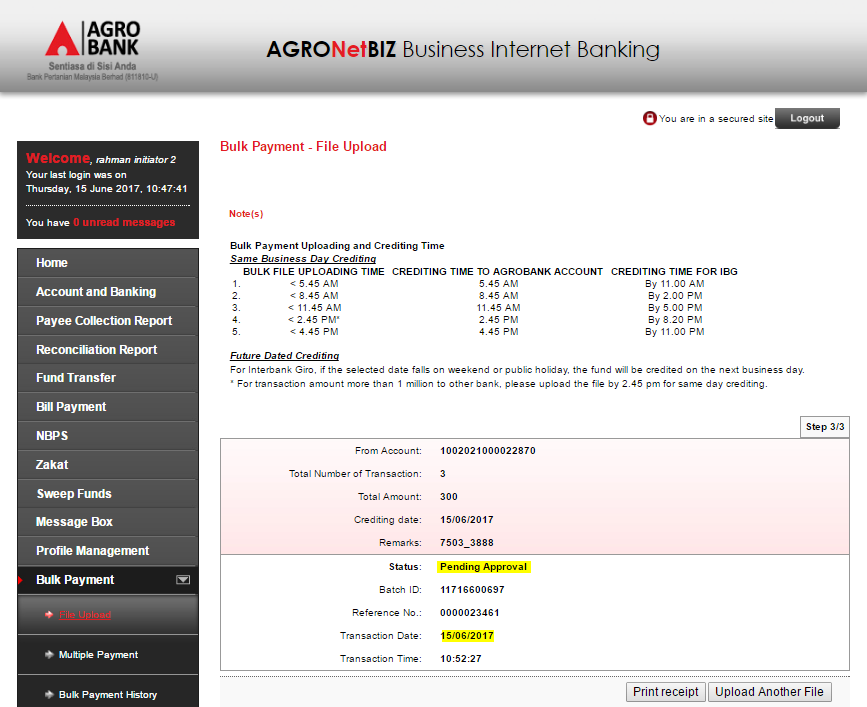 AGRO
BANK
Sentiasa di Sisi Anda
Bank Pertanian Malaysia Berhad (811810-U)
AGRONetBIZ Business Internet Banking
You are in a secured site
Logout
Welcome, rahman initiator 2
Your last login was on
Thursday, 15 June 2017, 10:47:41
You have 0 unread messages
Home
Account and Banking
Payee Collection Report
Reconciliation Report
Fund Transfer
Bill Payment
NBPS
Zakat
Sweep Funds
Message Box
Profile Management
Bulk Payment
File Upload
Multiple Payment
Bulk Payment History
Bulk Payment - File Upload
Note(s)
Bulk Payment Uploading and Crediting Time
Same Business Day Crediting
BULK FILE UPLOADING TIME CREDITING TIME TO AGROBANK ACCOUNT CREDITING TIME FOR IBG
1. < 5.45 AM 5.45 AM By 11.00 AM
2. < 8.45 AM 8.45 AM By 2.00 PM
3. < 11.45 AM 11.45 AM By 5.00 PM
4. < 2.45 PM* 2.45 PM By 8.20 PM
5. < 4.45 PM 4.45 PM By 11.00 PM
Future Dated Crediting
For Interbank Giro, if the selected date falls on weekend or public holiday, the fund will be credited on the next business day.
* For transaction amount more than 1 million to other bank, please upload the file by 2.45 pm for same day crediting.
Step 3/3
From Account: 1002021000022870
Total Number of Transaction: 3
Total Amount: 300
Crediting date: 15/06/2017
Remarks: 7503_3888
Status: Pending Approval
Batch ID: 11716600697
Reference No.: 0000023461
Transaction Date: 15/06/2017
Transaction Time: 10:52:27
Print receipt
Upload Another File